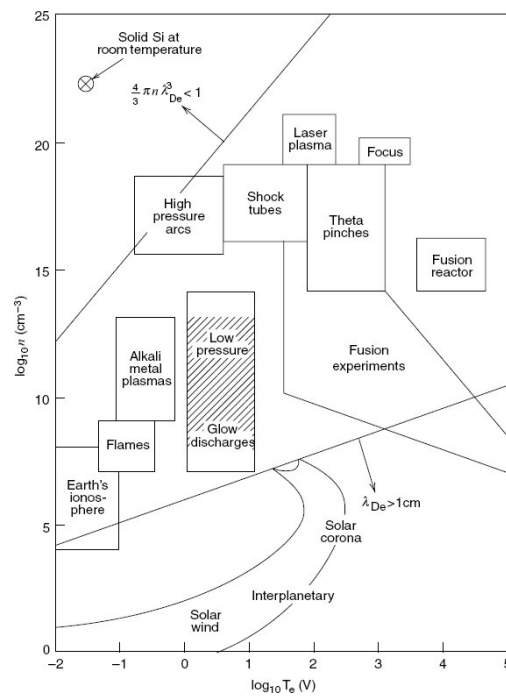 25
Solid Si at
room temperature
4/3 π n λ³De < 1
20
Laser
plasma
Focus
High
pressure
arcs
Shock
tubes
Theta
pinches
Fusion
reactor
15
log10 n (cm−3)
Alkali
metal
plasmas
Low
pressure
Fusion
experiments
10
Flames
Glow
discharges
Earth's
ionos-
phere
λDe>1cm
5
Solar
corona
Interplanetary
Solar
wind
0
−2 −1 0 1 2 3 4 5
log10 Te (V)